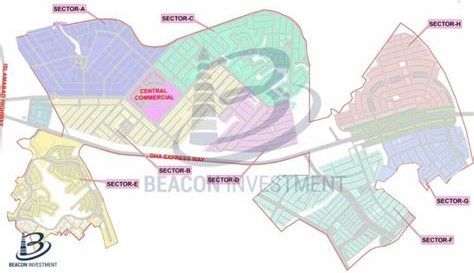 SECTOR-A
SECTOR-C
SECTOR-H
CENTRAL
COMMERCIAL
ISLAMABAD HIGHWAY
DHA EXPRESS WAY
SECTOR-B
SECTOR-D
SECTOR-E
BEACON INVESTMENT
SECTOR-G
SECTOR-F
BEACON INVESTMENT